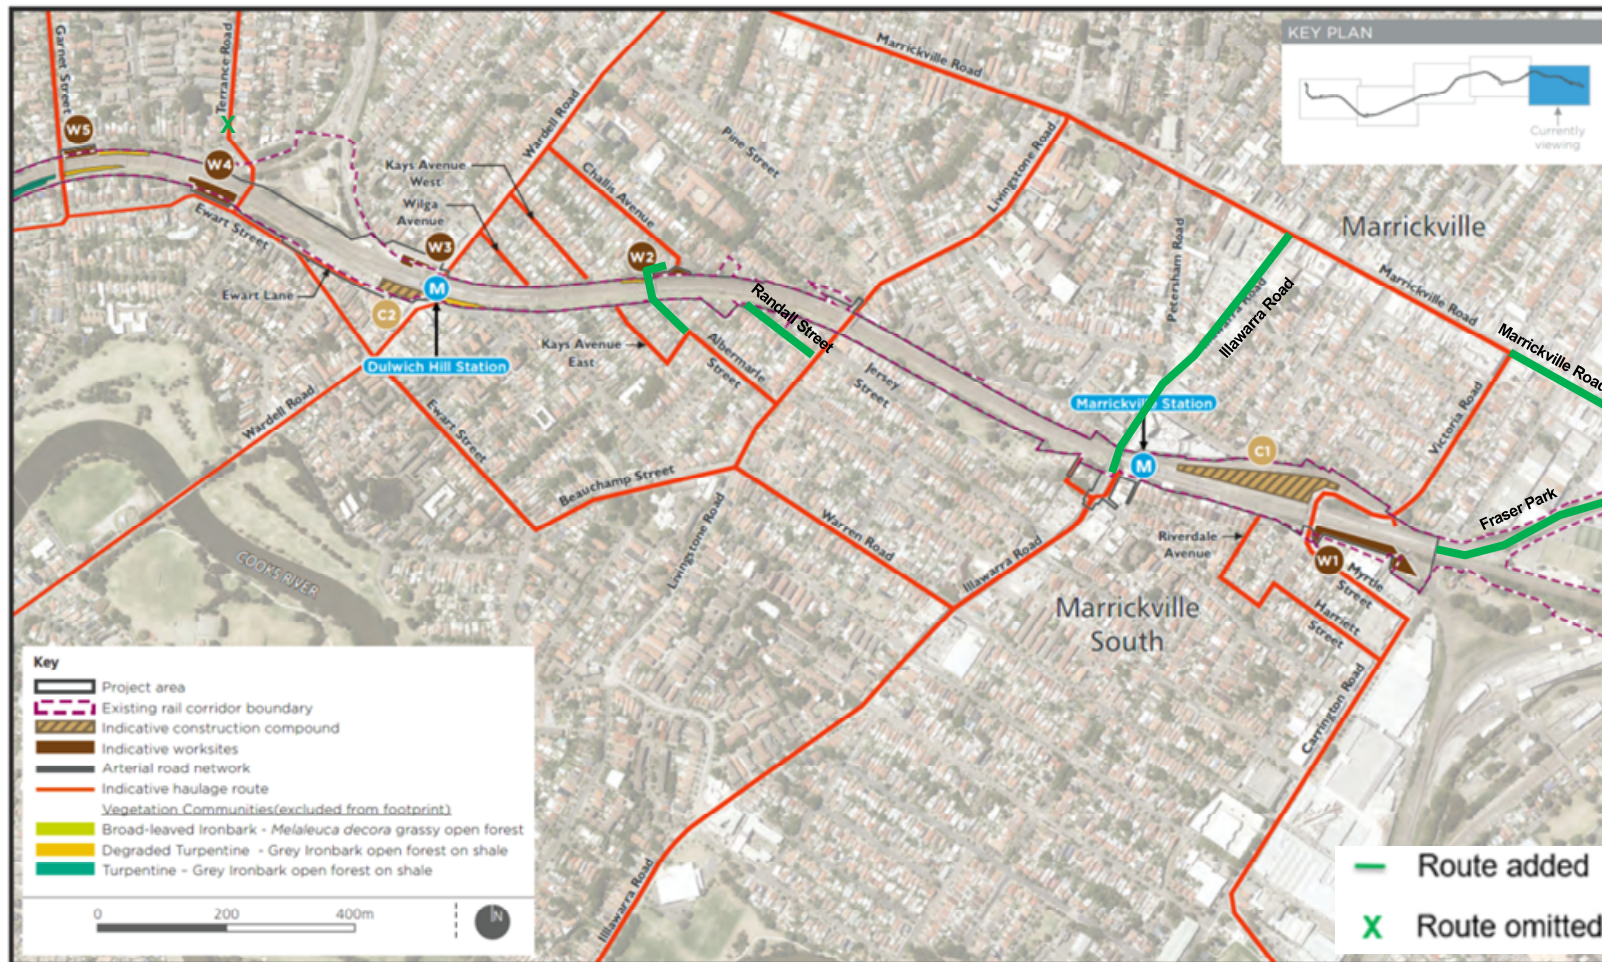 Garnet Street
Terrance Road
Marrickville Road
KEY PLAN
Currently
viewing
W5
X
W4
Wardell Road
Kays Avenue
West
Wilga
Avenue
Challis Avenue
Pine Street
Livingstone Road
Petersham Road
Marrickville
Ewart Street
W3
W2
Ewart Lane
M
C2
Randall Street
Illawarra Road
Marrickville Road
Marrickville Road
Dulwich Hill Station
Kays Avenue
East
Albermarle
Street
Jersey
Street
Marrickville Station
Victoria Road
Wardell Road
Ewart Street
C1
M
Beauchamp Street
Fraser Park
Livingstone Road
Warren Road
Illawarra Road
Riverdale
Avenue
W1
Myrtle
Street
Harriett
Street
COOKS RIVER
Marrickville
South
Carrington Road
Illawarra Road
Key
Project area
Existing rail corridor boundary
Indicative construction compound
Indicative worksites
Arterial road network
Indicative haulage route
Vegetation Communities(excluded from footprint)
Broad-leaved Ironbark - Melaleuca decora grassy open forest
Degraded Turpentine - Grey Ironbark open forest on shale
Turpentine – Grey Ironbark open forest on shale
0 200 400m
N
Route added
X Route omitted